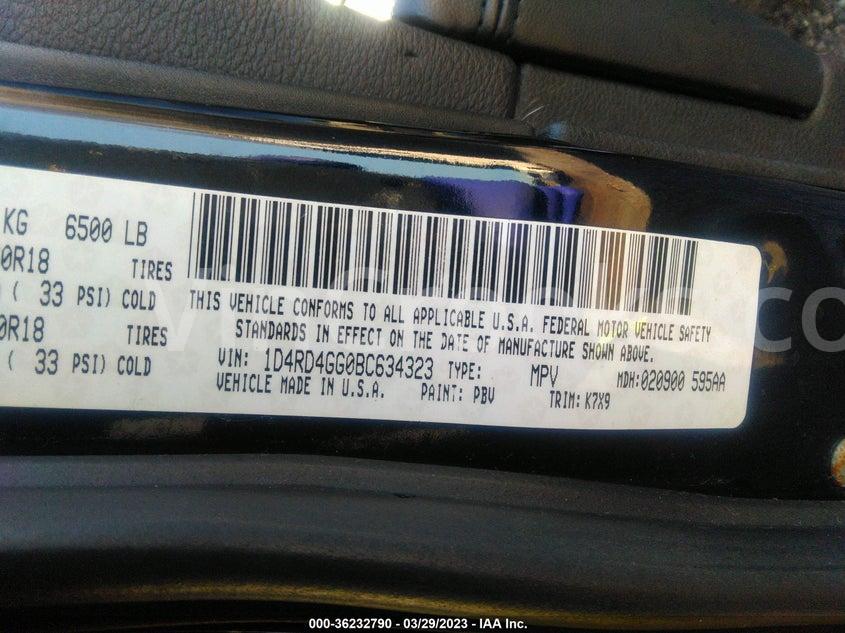 KG 6500 LB
0R18 TIRES
( 33 PSI) COLD
0R18 TIRES
( 33 PSI) COLD
THIS VEHICLE CONFORMS TO ALL APPLICABLE U.S.A. FEDERAL MOTOR VEHICLE SAFETY
STANDARDS IN EFFECT ON THE DATE OF MANUFACTURE SHOWN ABOVE.
VIN: 1D4RD4GG0BC634323 TYPE: MPV MDH:020900 595AA
VEHICLE MADE IN U.S.A. PAINT: PBV TRIM: K7X9
000-36232790 — 03/29/2023 — IAA Inc.